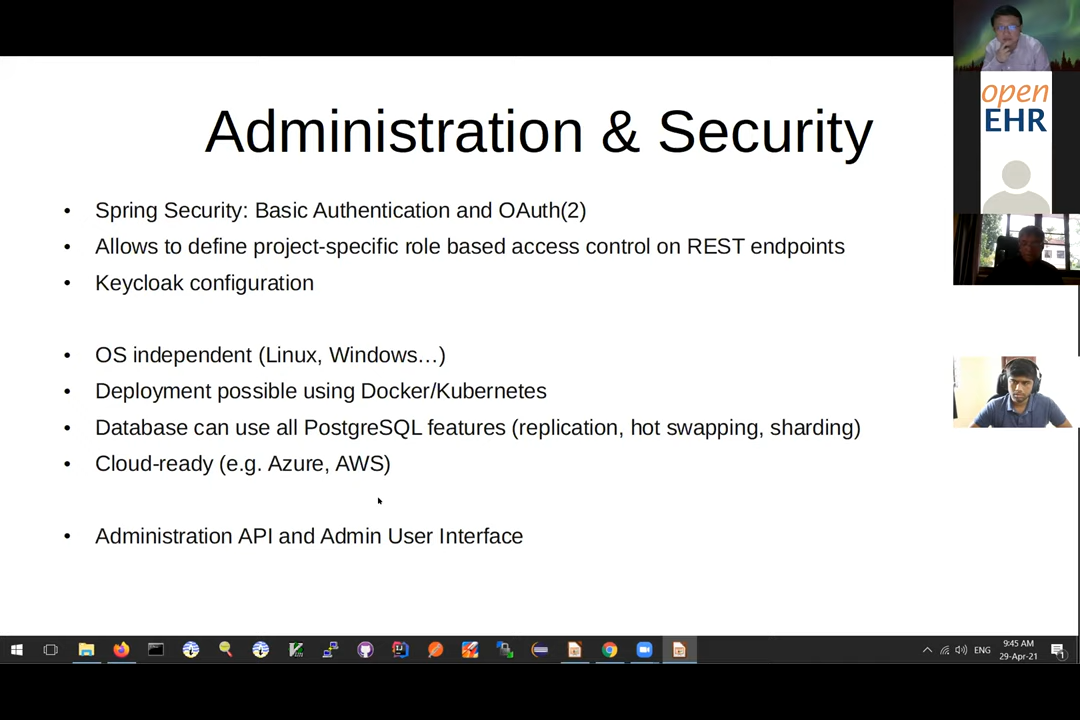 Administration & Security
• Spring Security: Basic Authentication and OAuth(2)
• Allows to define project-specific role based access control on REST endpoints
• Keycloak configuration
• OS independent (Linux, Windows…)
• Deployment possible using Docker/Kubernetes
• Database can use all PostgreSQL features (replication, hot swapping, sharding)
• Cloud-ready (e.g. Azure, AWS)
• Administration API and Admin User Interface
open
EHR
ENG
9:45 AM
29-Apr-21
1